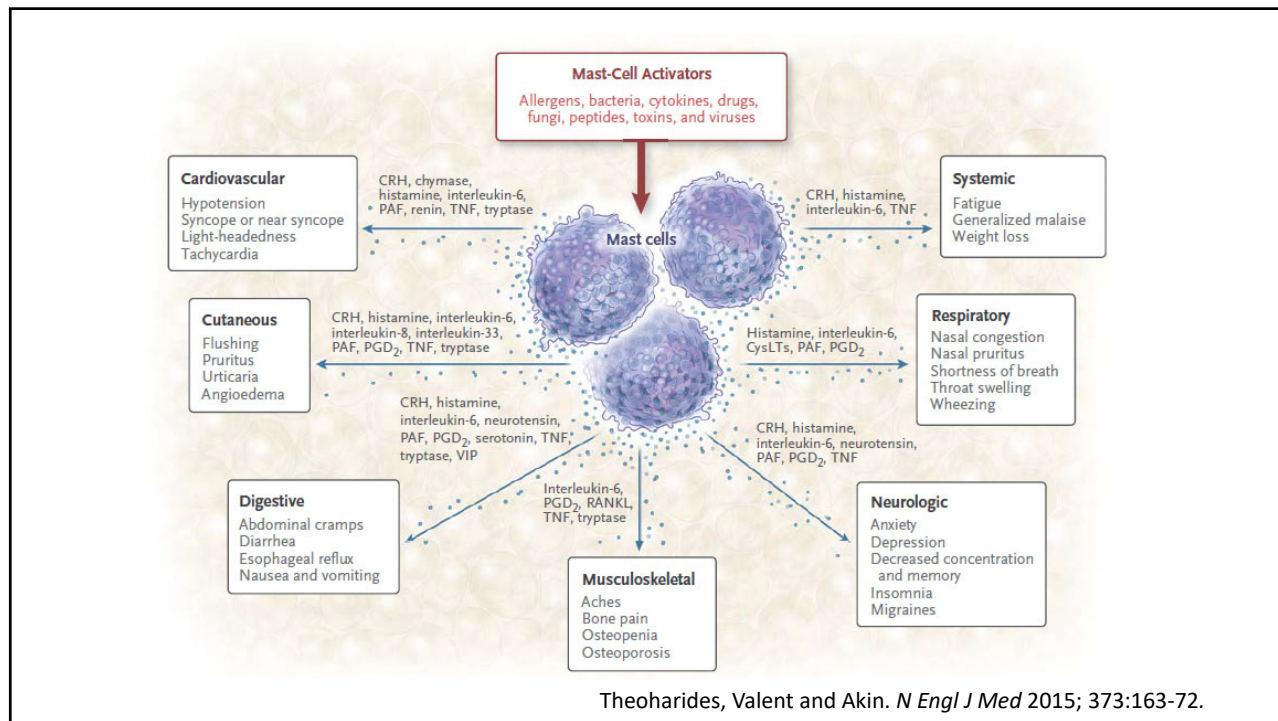 Mast-Cell Activators
Allergens, bacteria, cytokines, drugs,
fungi, peptides, toxins, and viruses
Cardiovascular
Hypotension
Syncope or near syncope
Light-headedness
Tachycardia
CRH, chymase,
histamine, interleukin-6,
PAF, renin, TNF, tryptase
Mast cells
CRH, histamine,
interleukin-6, TNF
Systemic
Fatigue
Generalized malaise
Weight loss
Cutaneous
Flushing
Pruritus
Urticaria
Angioedema
CRH, histamine, interleukin-6,
interleukin-8, interleukin-33,
PAF, PGD₂, TNF, tryptase
Histamine, interleukin-6,
CysLTs, PAF, PGD₂
Respiratory
Nasal congestion
Nasal pruritus
Shortness of breath
Throat swelling
Wheezing
CRH, histamine,
interleukin-6, neurotensin,
PAF, PGD₂, serotonin, TNF,
tryptase, VIP
CRH, histamine,
interleukin-6, neurotensin,
PAF, PGD₂, TNF
Digestive
Abdominal cramps
Diarrhea
Esophageal reflux
Nausea and vomiting
Interleukin-6,
PGD₂, RANKL,
TNF, tryptase
Musculoskeletal
Aches
Bone pain
Osteopenia
Osteoporosis
Neurologic
Anxiety
Depression
Decreased concentration
and memory
Insomnia
Migraines
Theoharides, Valent and Akin. N Engl J Med 2015; 373:163-72.